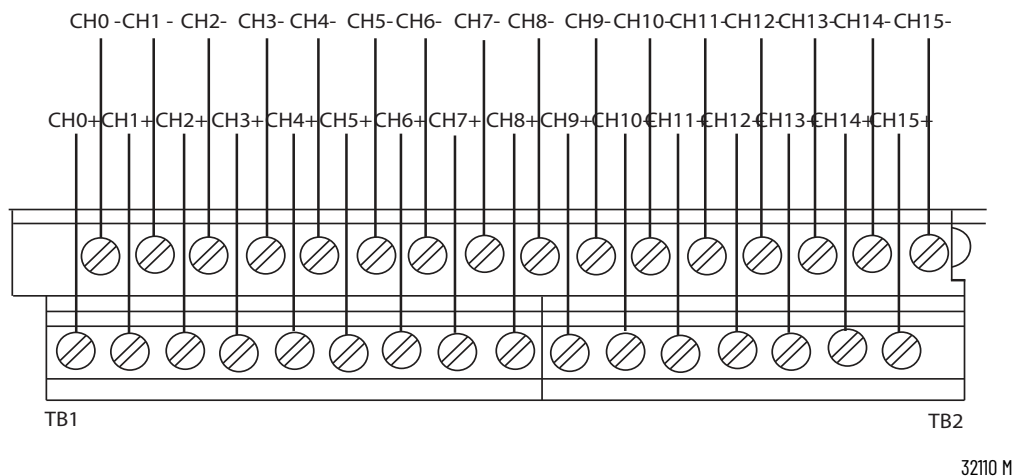 CH0 -CH1 - CH2- CH3- CH4- CH5- CH6- CH7- CH8- CH9- CH10-CH11-CH12-CH13-CH14- CH15-
CH0+CH1+CH2+CH3+CH4+CH5+CH6+CH7+CH8+CH9+CH10+CH11+CH12+CH13+CH14+CH15+
TB1 TB2
32110 M